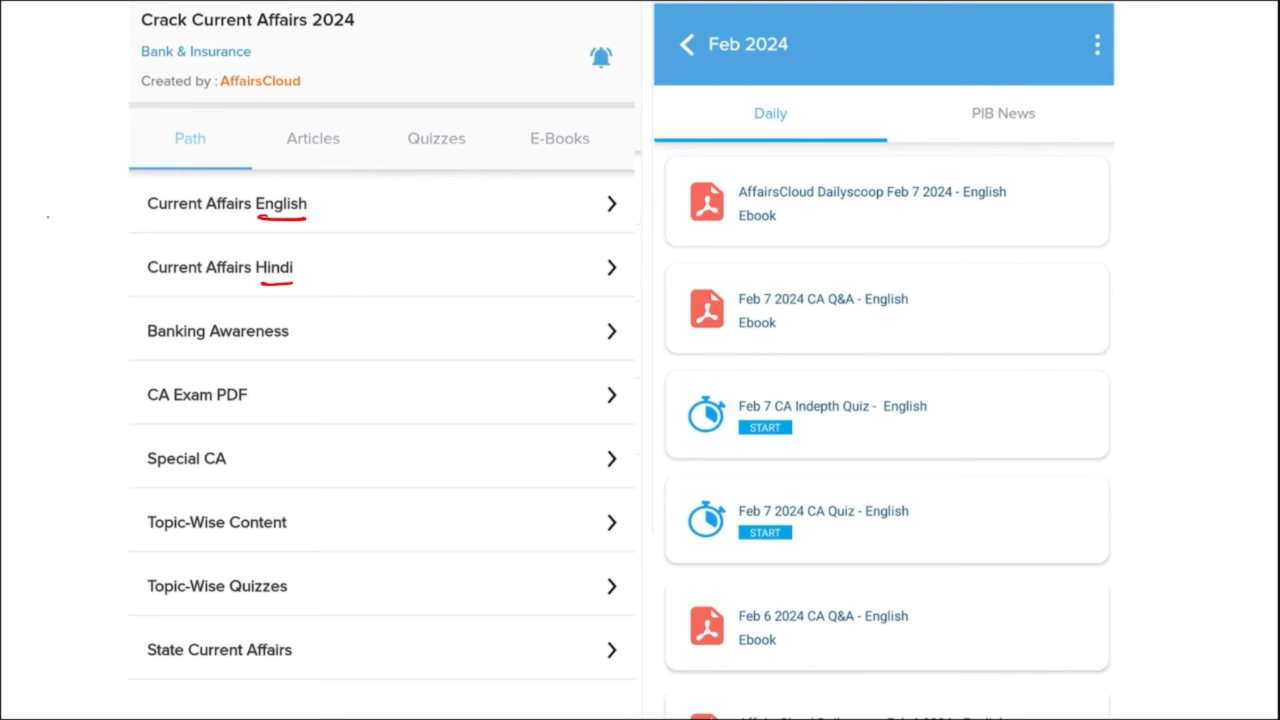 Crack Current Affairs 2024
Bank & Insurance
Created by : AffairsCloud
Path
Articles
Quizzes
E-Books
Current Affairs English
Current Affairs Hindi
Banking Awareness
CA Exam PDF
Special CA
Topic-Wise Content
Topic-Wise Quizzes
State Current Affairs
Feb 2024
Daily
PIB News
AffairsCloud Dailyscoop Feb 7 2024 - English
Ebook
Feb 7 2024 CA Q&A - English
Ebook
Feb 7 CA Indepth Quiz - English
START
Feb 7 2024 CA Quiz - English
START
Feb 6 2024 CA Q&A - English
Ebook